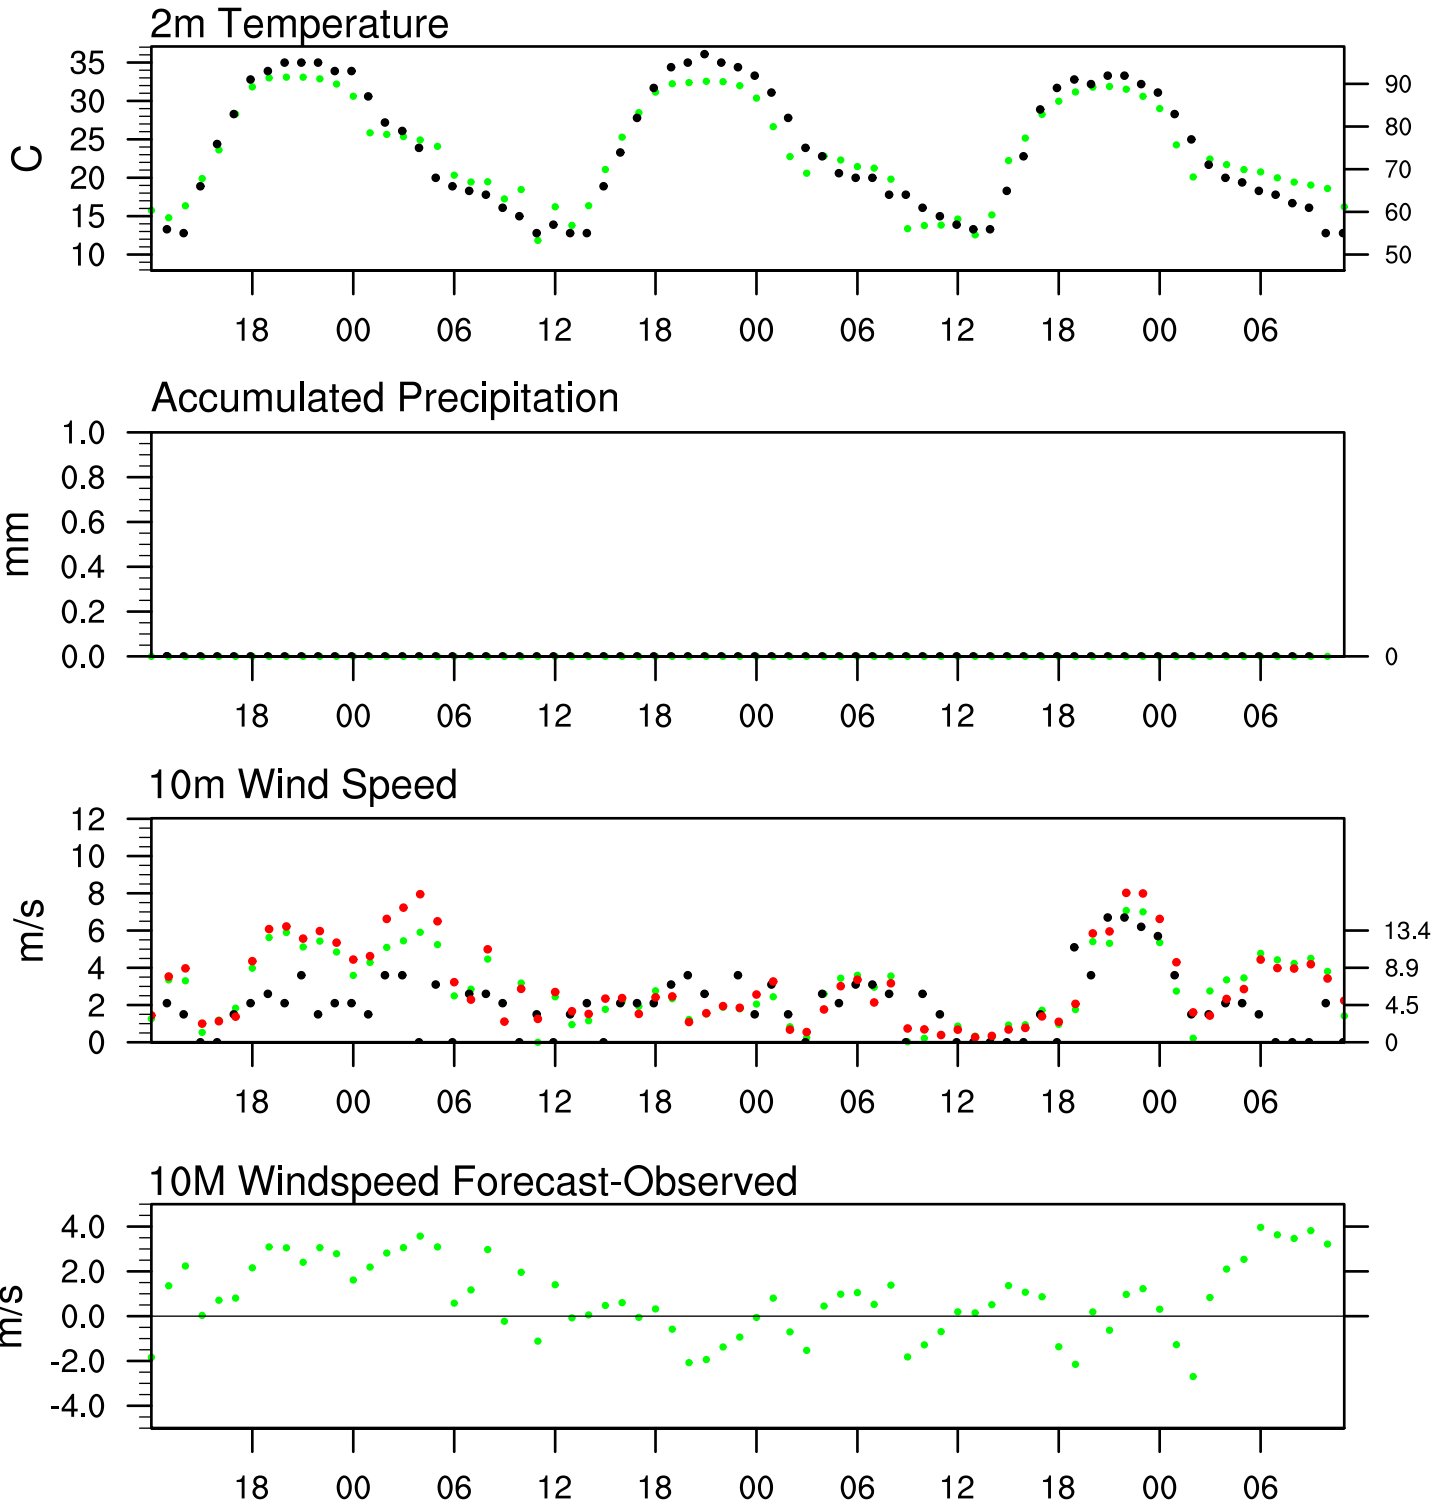 2m Temperature
35
30
25
20
15
10
C
90
80
70
60
50
18 00 06 12 18 00 06 12 18 00 06
Accumulated Precipitation
1.0
0.8
0.6
0.4
0.2
0.0
mm
0
18 00 06 12 18 00 06 12 18 00 06
10m Wind Speed
12
10
8
6
4
2
0
m/s
13.4
8.9
4.5
0
18 00 06 12 18 00 06 12 18 00 06
10M Windspeed Forecast-Observed
4.0
2.0
0.0
-2.0
-4.0
m/s
18 00 06 12 18 00 06 12 18 00 06